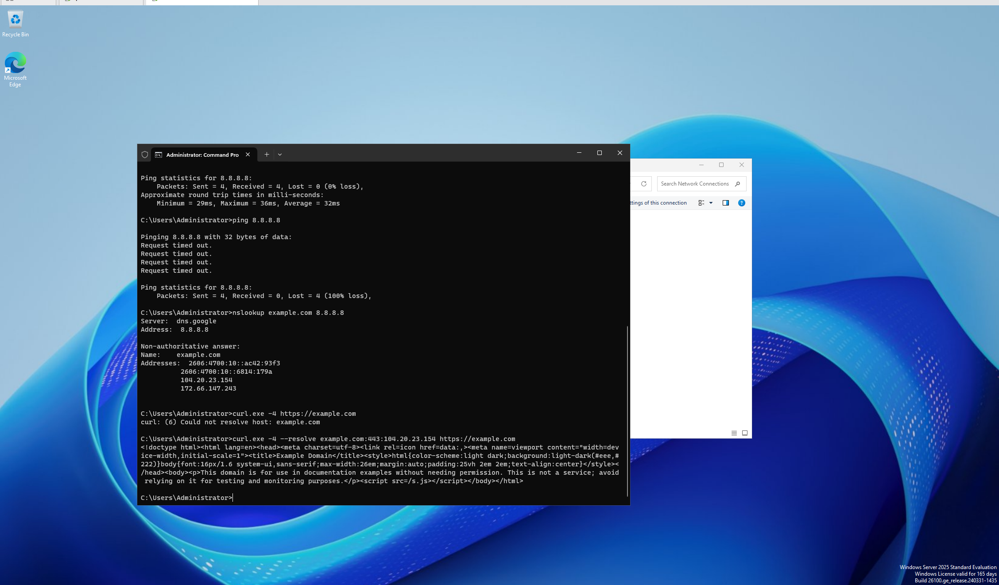 Recycle Bin
Microsoft
Edge
Administrator: Command Pro
Ping statistics for 8.8.8.8:
    Packets: Sent = 4, Received = 4, Lost = 0 (0% loss),
Approximate round trip times in milli-seconds:
    Minimum = 29ms, Maximum = 36ms, Average = 32ms
C:\Users\Administrator>ping 8.8.8.8
Pinging 8.8.8.8 with 32 bytes of data:
Request timed out.
Request timed out.
Request timed out.
Request timed out.
Ping statistics for 8.8.8.8:
    Packets: Sent = 4, Received = 0, Lost = 4 (100% loss),
C:\Users\Administrator>nslookup example.com 8.8.8.8
Server:  dns.google
Address:  8.8.8.8
Non-authoritative answer:
Name:    example.com
Addresses:  2606:4700:10::ac42:93f3
          2606:4700:10::6814:179a
          104.20.23.154
          172.66.147.243
C:\Users\Administrator>curl.exe -4 https://example.com
curl: (6) Could not resolve host: example.com
C:\Users\Administrator>curl.exe -4 --resolve example.com:443:104.20.23.154 https://example.com
<!doctype html><html lang=en><head><meta charset=utf-8><link rel=icon href=data:,><meta name=viewport content="width=dev
ice-width,initial-scale=1"><title>Example Domain</title><style>html{color-scheme:light dark;background:light-dark(#eee,#
222)}body{font:16px/1.6 system-ui,sans-serif;max-width:26em;margin:auto;padding:25vh 2em 2em;text-align:center}</style><
/head><body><p>This domain is for use in documentation examples without needing permission. This is not a service; avoid
 relying on it for testing and monitoring purposes.</p><script src=/s.js></script></body></html>
C:\Users\Administrator>
Search Network Connections
ttings of this connection
Windows Server 2025 Standard Evaluation
Windows License valid for 165 days
Build 26100.ge_release.240331-1435